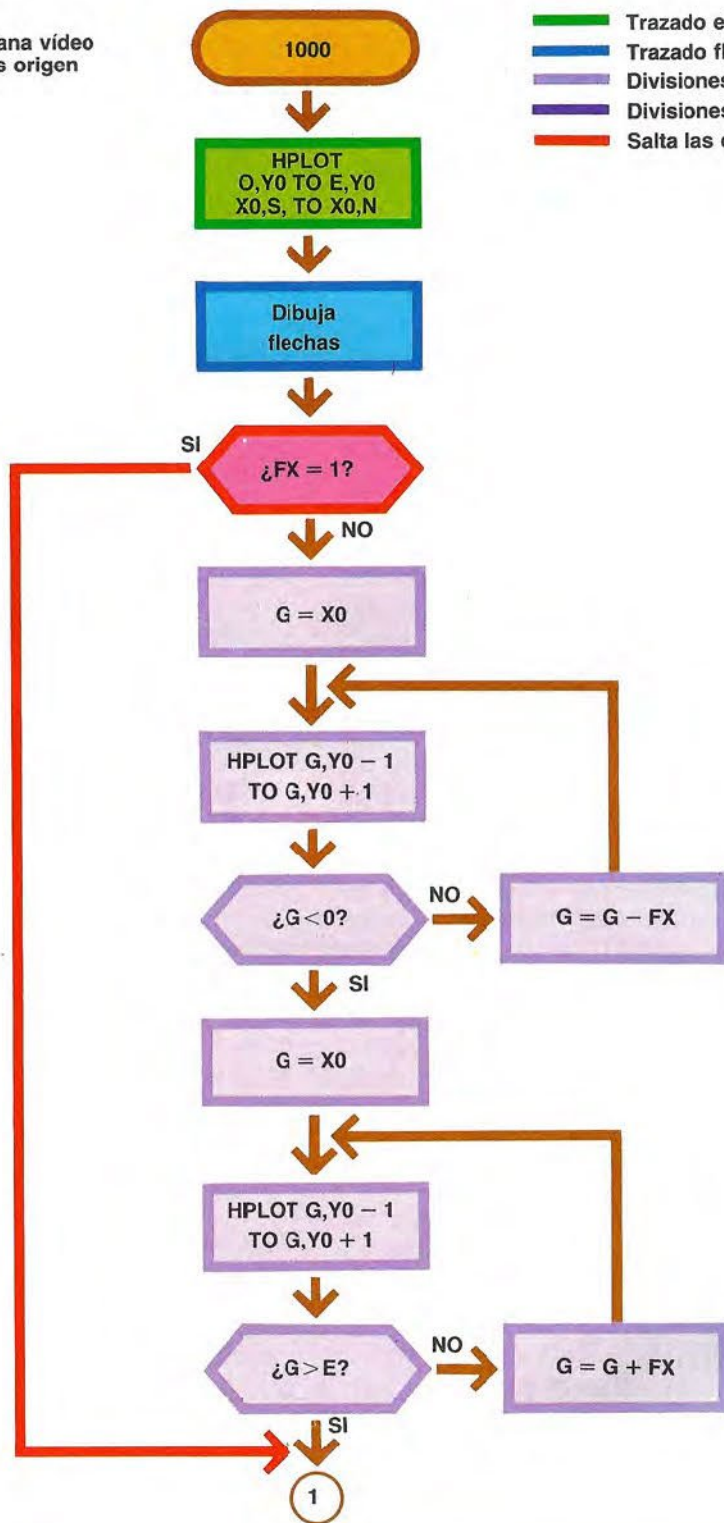 ana vídeo
s origen
Trazado e
Trazado fl
Divisiones
Divisiones
Salta las
1000
HPLOT
O,Y0 TO E,Y0
X0,S, TO X0,N
Dibuja
flechas
SI
¿FX = 1?
NO
G = X0
HPLOT G,Y0 − 1
TO G,Y0 + 1
¿G<0?
NO
G = G − FX
SI
G = X0
HPLOT G,Y0 − 1
TO G,Y0 + 1
¿G>E?
NO
G = G + FX
SI
1